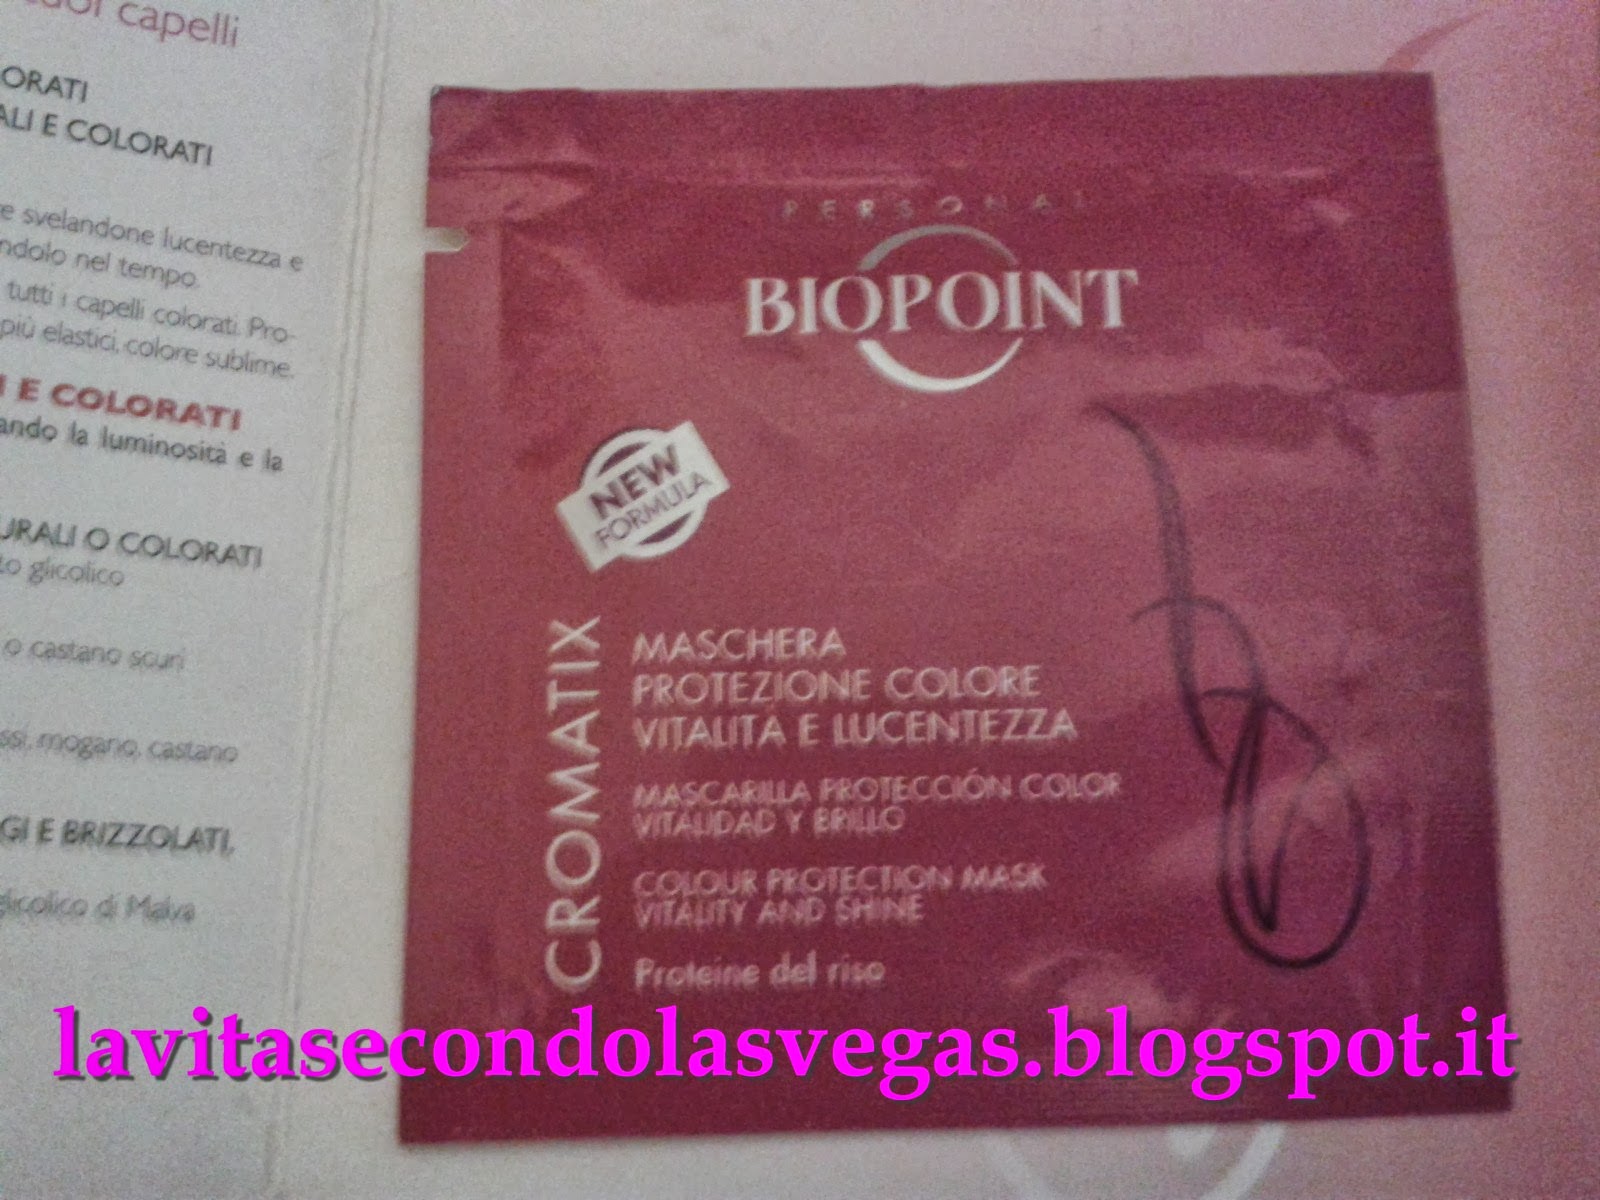 tuoi capelli
ORATI
ALI E COLORATI
e svelandone lucentezza e
ndolo nel tempo.
tutti i capelli colorati. Pro-
più elastici, colore sublime.
I E COLORATI
ando la luminosità e la
URALI O COLORATI
to glicolico
o castano scuri
ssi, mogano, castano
GI E BRIZZOLATI,
glicolico di Malva
PERSONAL
BIOPOINT
NEW
FORMULA
CROMATIX
MASCHERA
PROTEZIONE COLORE
VITALITÀ E LUCENTEZZA
MASCARILLA PROTECCIÓN COLOR
VITALIDAD Y BRILLO
COLOUR PROTECTION MASK
VITALITY AND SHINE
Proteine del riso
lavitasecondolasvegas.blogspot.it